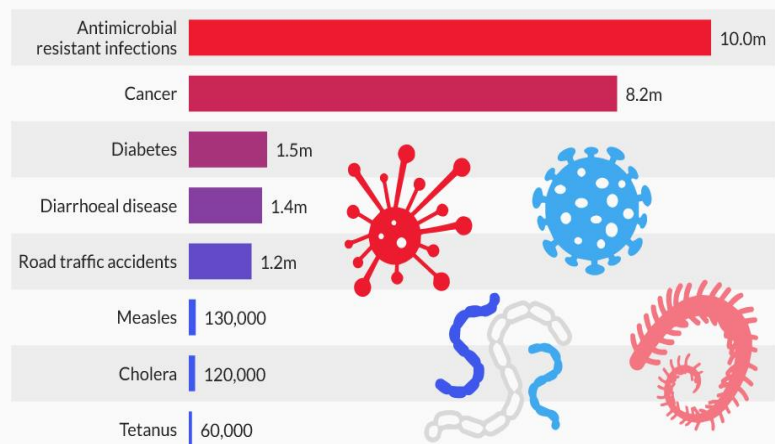 Antimicrobial
resistant infections 10.0m
Cancer 8.2m
Diabetes 1.5m
Diarrhoeal disease 1.4m
Road traffic accidents 1.2m
Measles 130,000
Cholera 120,000
Tetanus 60,000